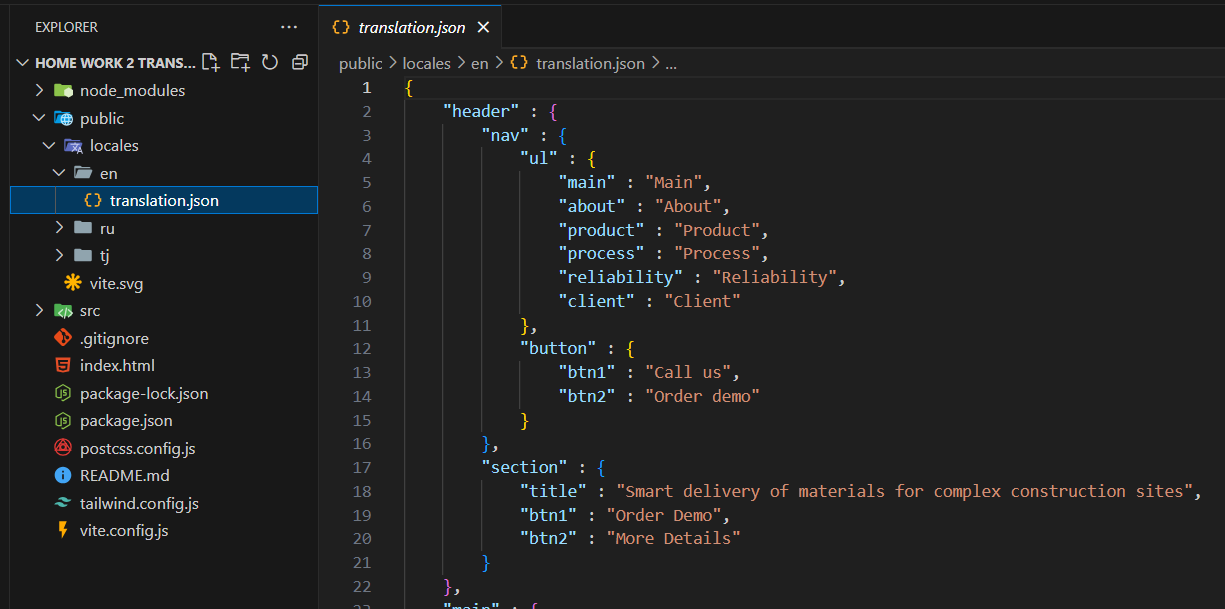 EXPLORER
HOME WORK 2 TRANS...
node_modules
public
locales
en
translation.json
ru
tj
vite.svg
src
.gitignore
index.html
package-lock.json
package.json
postcss.config.js
README.md
tailwind.config.js
vite.config.js
translation.json
public > locales > en > {} translation.json > ...
1 {
2 "header" : {
3 "nav" : {
4 "ul" : {
5 "main" : "Main",
6 "about" : "About",
7 "product" : "Product",
8 "process" : "Process",
9 "reliability" : "Reliability",
10 "client" : "Client"
11 },
12 "button" : {
13 "btn1" : "Call us",
14 "btn2" : "Order demo"
15 }
16 },
17 "section" : {
18 "title" : "Smart delivery of materials for complex construction sites",
19 "btn1" : "Order Demo",
20 "btn2" : "More Details"
21 }
22 },
23 "main" : {